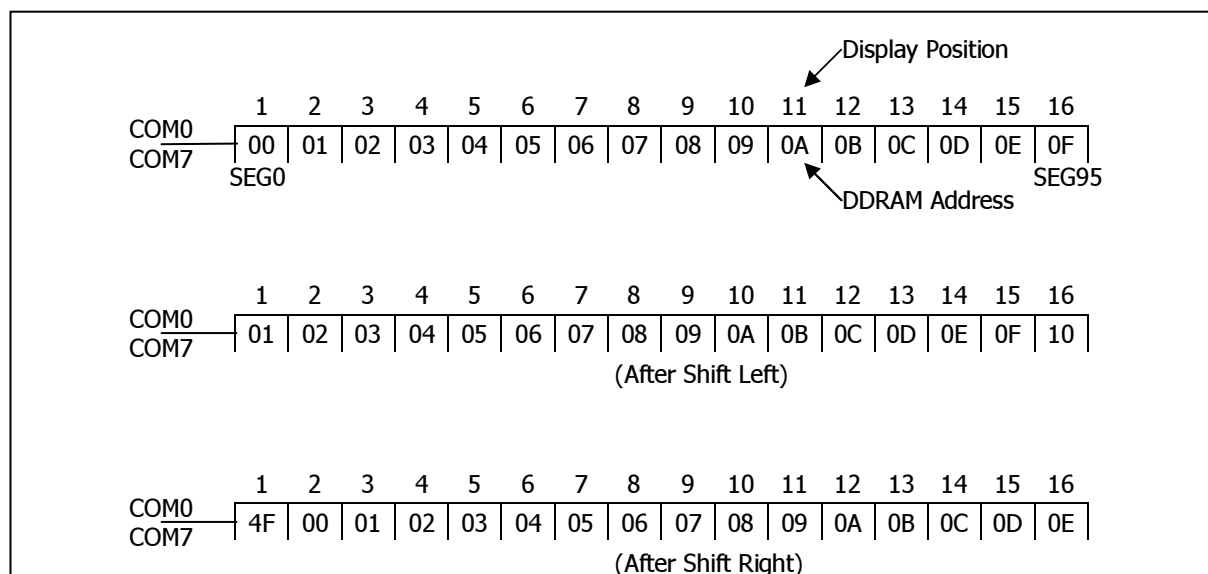 Display Position
1 2 3 4 5 6 7 8 9 10 11 12 13 14 15 16
COM0
COM7
00 01 02 03 04 05 06 07 08 09 0A 0B 0C 0D 0E 0F
SEG0 SEG95
DDRAM Address
1 2 3 4 5 6 7 8 9 10 11 12 13 14 15 16
COM0
COM7
01 02 03 04 05 06 07 08 09 0A 0B 0C 0D 0E 0F 10
(After Shift Left)
1 2 3 4 5 6 7 8 9 10 11 12 13 14 15 16
COM0
COM7
4F 00 01 02 03 04 05 06 07 08 09 0A 0B 0C 0D 0E
(After Shift Right)